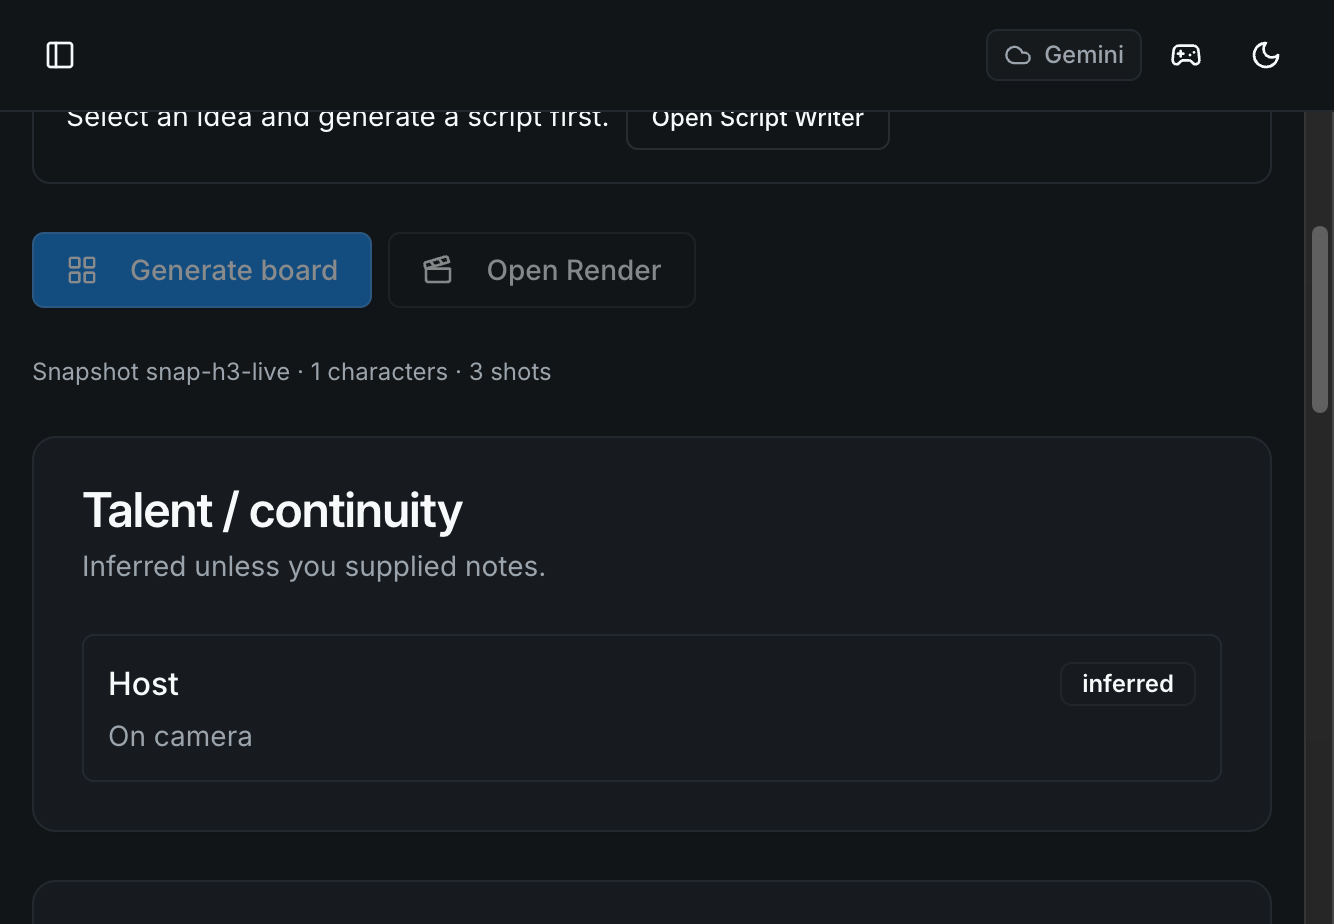 Gemini
Select an idea and generate a script first. Open Script Writer
Generate board Open Render
Snapshot snap-h3-live · 1 characters · 3 shots
Talent / continuity
Inferred unless you supplied notes.
Host inferred
On camera